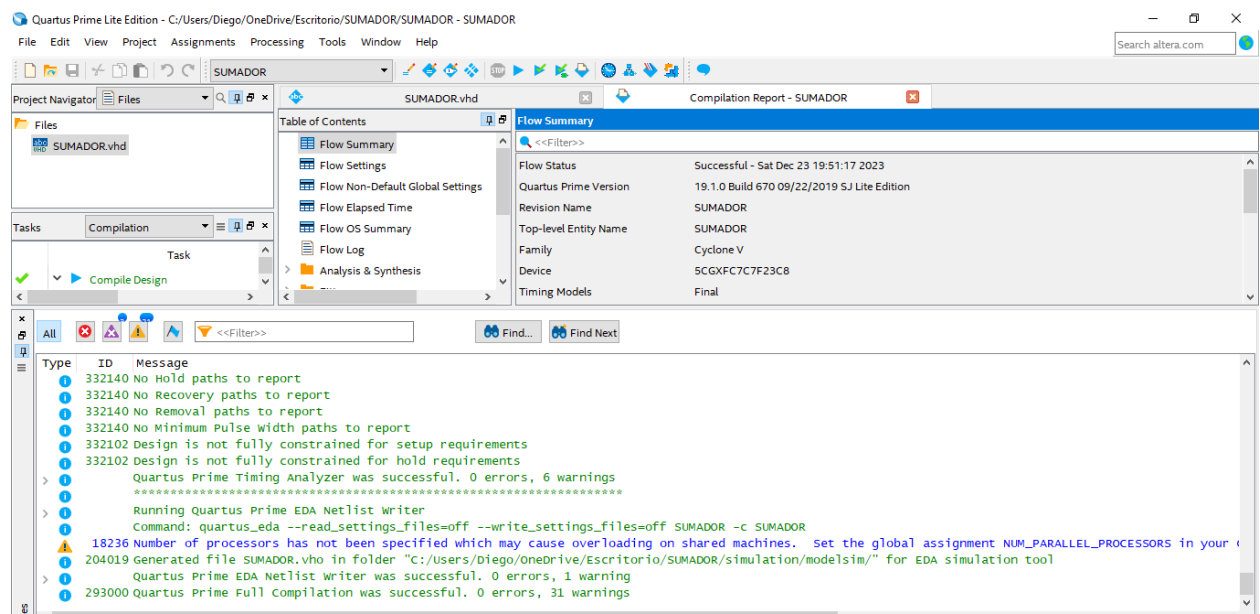 Quartus Prime Lite Edition - C:/Users/Diego/OneDrive/Escritorio/SUMADOR/SUMADOR - SUMADOR
File Edit View Project Assignments Processing Tools Window Help
Search altera.com
SUMADOR
STOP
Project Navigator Files
Files
abc VHD SUMADOR.vhd
Tasks Compilation
Task
Compile Design
SUMADOR.vhd
Compilation Report - SUMADOR
Table of Contents
Flow Summary
Flow Settings
Flow Non-Default Global Settings
Flow Elapsed Time
Flow OS Summary
Flow Log
Analysis & Synthesis
Flow Summary
<<Filter>>
Flow Status Successful - Sat Dec 23 19:51:17 2023
Quartus Prime Version 19.1.0 Build 670 09/22/2019 SJ Lite Edition
Revision Name SUMADOR
Top-level Entity Name SUMADOR
Family Cyclone V
Device 5CGXFC7C7F23C8
Timing Models Final
All <<Filter>> Find... Find Next
Type ID Message
332140 No Hold paths to report
332140 No Recovery paths to report
332140 No Removal paths to report
332140 No Minimum Pulse Width paths to report
332102 Design is not fully constrained for setup requirements
332102 Design is not fully constrained for hold requirements
Quartus Prime Timing Analyzer was successful. 0 errors, 6 warnings
*******************************************************************
Running Quartus Prime EDA Netlist Writer
Command: quartus_eda --read_settings_files=off --write_settings_files=off SUMADOR -c SUMADOR
18236 Number of processors has not been specified which may cause overloading on shared machines. Set the global assignment NUM_PARALLEL_PROCESSORS in your
204019 Generated file SUMADOR.vho in folder "C:/Users/Diego/OneDrive/Escritorio/SUMADOR/simulation/modelsim/" for EDA simulation tool
Quartus Prime EDA Netlist Writer was successful. 0 errors, 1 warning
293000 Quartus Prime Full Compilation was successful. 0 errors, 31 warnings